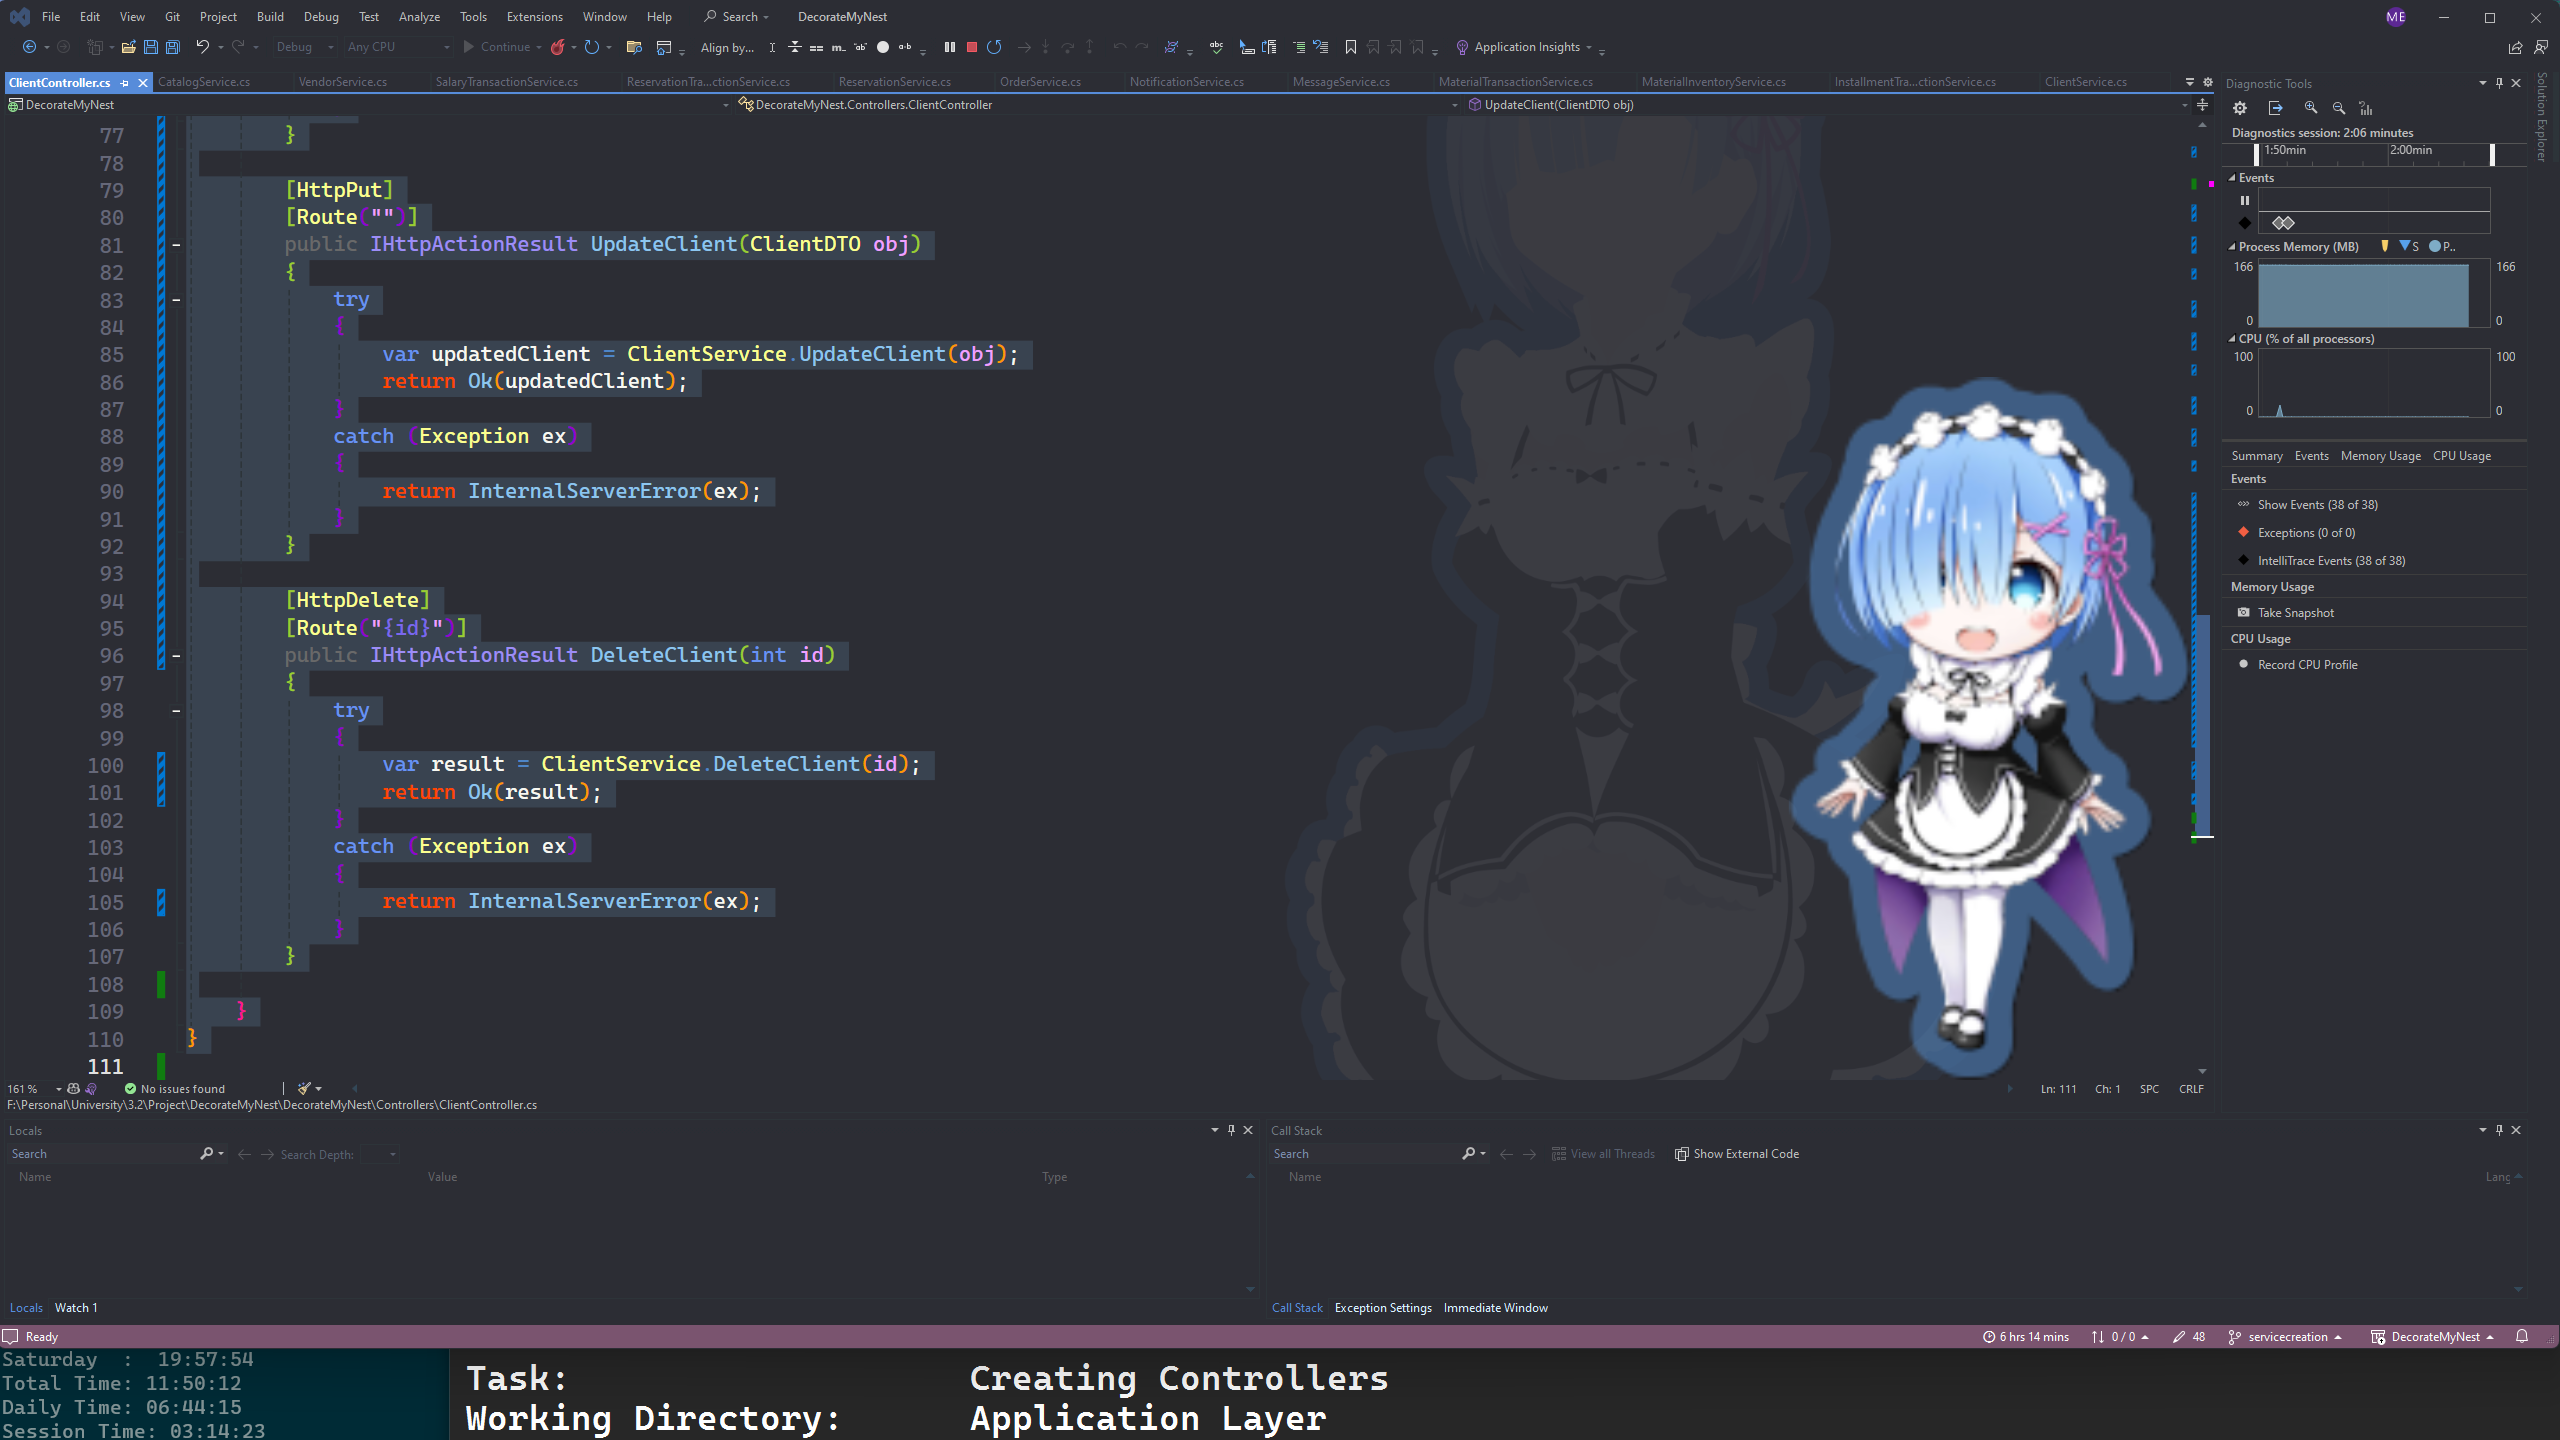 File Edit View Git Project Build Debug Test Analyze Tools Extensions Window Help Search DecorateMyNest ME
Debug Any CPU Continue Align by... Application Insights
ClientController.cs CatalogService.cs VendorService.cs SalaryTransactionService.cs ReservationTra...ctionService.cs ReservationService.cs OrderService.cs NotificationService.cs MessageService.cs MaterialTransactionService.cs MaterialInventoryService.cs InstallmentTra...ctionService.cs ClientService.cs
DecorateMyNest DecorateMyNest.Controllers.ClientController UpdateClient(ClientDTO obj)
77 }
78
79 [HttpPut]
80 [Route("")]
81 public IHttpActionResult UpdateClient(ClientDTO obj)
82 {
83 try
84 {
85 var updatedClient = ClientService.UpdateClient(obj);
86 return Ok(updatedClient);
87 }
88 catch (Exception ex)
89 {
90 return InternalServerError(ex);
91 }
92 }
93
94 [HttpDelete]
95 [Route("{id}")]
96 public IHttpActionResult DeleteClient(int id)
97 {
98 try
99 {
100 var result = ClientService.DeleteClient(id);
101 return Ok(result);
102 }
103 catch (Exception ex)
104 {
105 return InternalServerError(ex);
106 }
107 }
108
109 }
110 }
111
161 % No issues found Ln: 111 Ch: 1 SPC CRLF
F:\Personal\University\3.2\Project\DecorateMyNest\DecorateMyNest\Controllers\ClientController.cs
Diagnostic Tools
Diagnostics session: 2:06 minutes
1:50min 2:00min
Events
Process Memory (MB) S P..
166 166
0 0
CPU (% of all processors)
100 100
0 0
Summary Events Memory Usage CPU Usage
Events
Show Events (38 of 38)
Exceptions (0 of 0)
IntelliTrace Events (38 of 38)
Memory Usage
Take Snapshot
CPU Usage
Record CPU Profile
Solution Explorer
Locals
Search Search Depth:
Name Value Type
Locals Watch 1
Call Stack
Search View all Threads Show External Code
Name Lang
Call Stack Exception Settings Immediate Window
Ready 6 hrs 14 mins 0 / 0 48 servicecreation DecorateMyNest
Saturday : 19:57:54
Total Time: 11:50:12
Daily Time: 06:44:15
Session Time: 03:14:23
Task: Creating Controllers
Working Directory: Application Layer